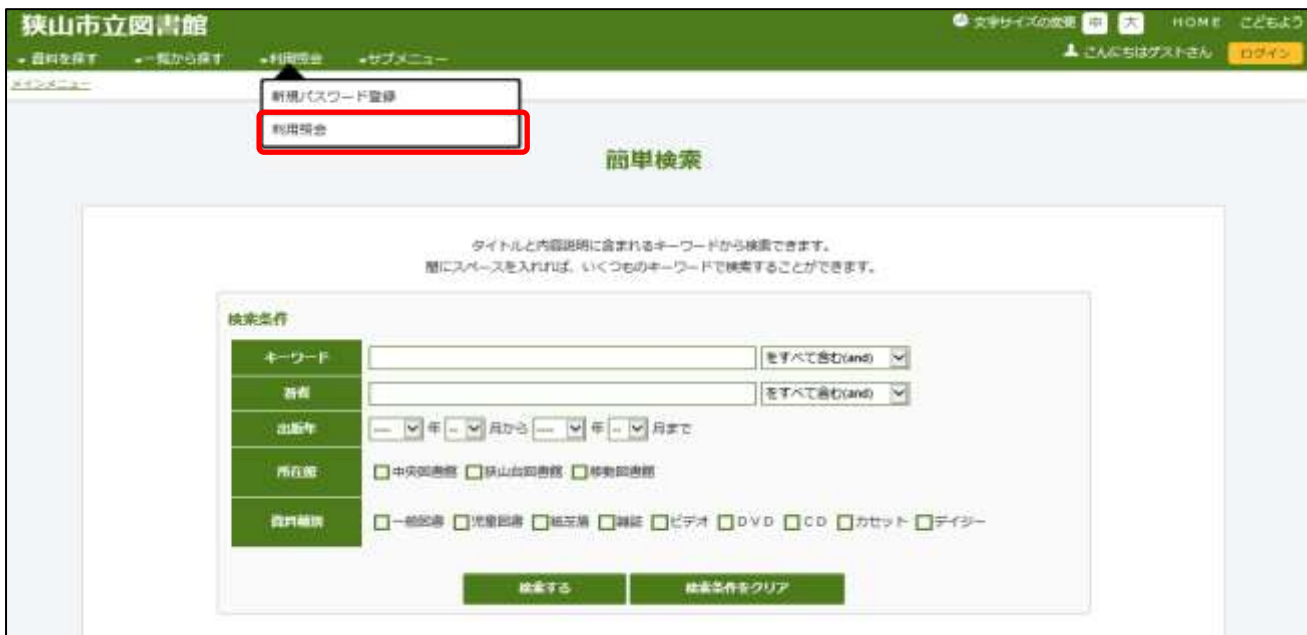 狭山市立図書館
文字サイズの変更 中 大 HOME こどもよう
資料を探す 一覧から探す 利用照会 サブメニュー
こんにちはゲストさん ログイン
メインメニュー
新規パスワード登録
利用照会
簡単検索
タイトルと内容説明に含まれるキーワードから検索できます。
間にスペースを入れれば、いくつものキーワードで検索することができます。
検索条件
キーワード をすべて含む(and)
著者 をすべて含む(and)
出版年 ---- 年 -- 月から ---- 年 -- 月まで
所在館 中央図書館 狭山台図書館 移動図書館
資料種別 一般図書 児童図書 紙芝居 雑誌 ビデオ DVD CD カセット デイジー
検索する 検索条件をクリア